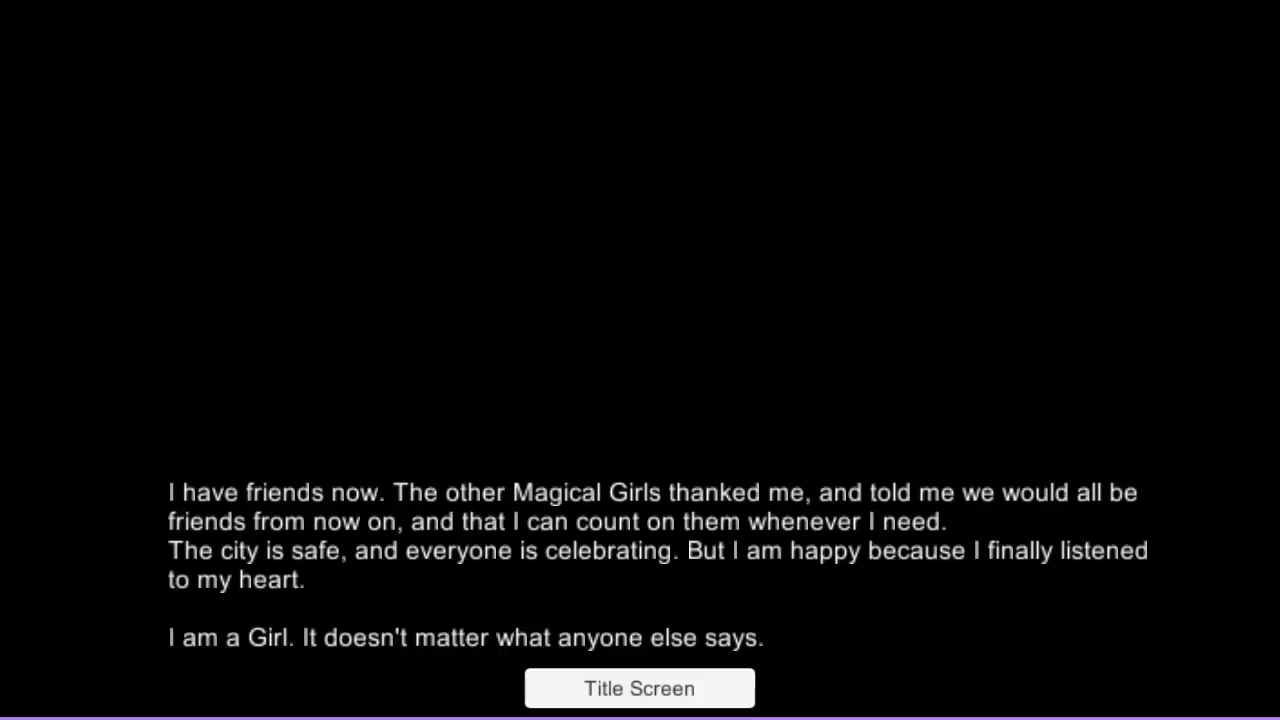 I have friends now. The other Magical Girls thanked me, and told me we would all be
friends from now on, and that I can count on them whenever I need.
The city is safe, and everyone is celebrating. But I am happy because I finally listened
to my heart.
I am a Girl. It doesn't matter what anyone else says.
Title Screen